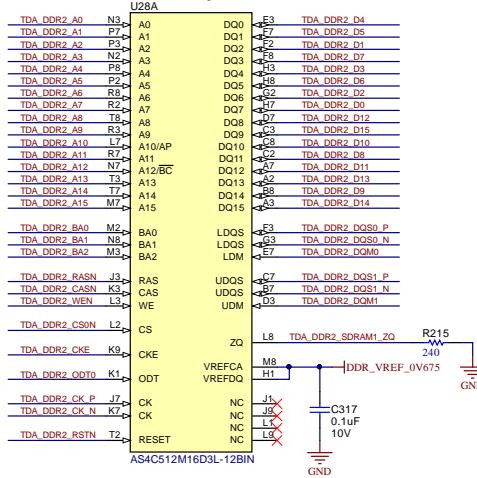 U28A
TDA_DDR2_A0 N3 A0 DQ0 E3 TDA_DDR2_D4
TDA_DDR2_A1 P7 A1 DQ1 F7 TDA_DDR2_D5
TDA_DDR2_A2 P3 A2 DQ2 F2 TDA_DDR2_D1
TDA_DDR2_A3 N2 A3 DQ3 F8 TDA_DDR2_D7
TDA_DDR2_A4 P8 A4 DQ4 H3 TDA_DDR2_D3
TDA_DDR2_A5 P2 A5 DQ5 H8 TDA_DDR2_D6
TDA_DDR2_A6 R8 A6 DQ6 G2 TDA_DDR2_D2
TDA_DDR2_A7 R2 A7 DQ7 H7 TDA_DDR2_D0
TDA_DDR2_A8 T8 A8 DQ8 D7 TDA_DDR2_D12
TDA_DDR2_A9 R3 A9 DQ9 C3 TDA_DDR2_D15
TDA_DDR2_A10 L7 A10/AP DQ10 C8 TDA_DDR2_D10
TDA_DDR2_A11 R7 A11 DQ11 C2 TDA_DDR2_D8
TDA_DDR2_A12 N7 A12/BC DQ12 A7 TDA_DDR2_D11
TDA_DDR2_A13 T3 A13 DQ13 A2 TDA_DDR2_D13
TDA_DDR2_A14 T7 A14 DQ14 B8 TDA_DDR2_D9
TDA_DDR2_A15 M7 A15 DQ15 A3 TDA_DDR2_D14
TDA_DDR2_BA0 M2 BA0 LDQS F3 TDA_DDR2_DQS0_P
TDA_DDR2_BA1 N8 BA1 LDQS G3 TDA_DDR2_DQS0_N
TDA_DDR2_BA2 M3 BA2 LDM E7 TDA_DDR2_DQM0
TDA_DDR2_RASN J3 RAS UDQS C7 TDA_DDR2_DQS1_P
TDA_DDR2_CASN K3 CAS UDQS B7 TDA_DDR2_DQS1_N
TDA_DDR2_WEN L3 WE UDM D3 TDA_DDR2_DQM1
TDA_DDR2_CS0N L2 CS
ZQ L8 TDA_DDR2_SDRAM1_ZQ R215
240
TDA_DDR2_CKE K9 CKE
VREFCA M8 DDR_VREF_0V675
TDA_DDR2_ODT0 K1 ODT VREFDQ H1
GND
TDA_DDR2_CK_P J7 CK NC J1
TDA_DDR2_CK_N K7 CK NC J9
C317
0.1uF
10V
NC L1
TDA_DDR2_RSTN T2 RESET NC L9
GND
AS4C512M16D3L-12BIN